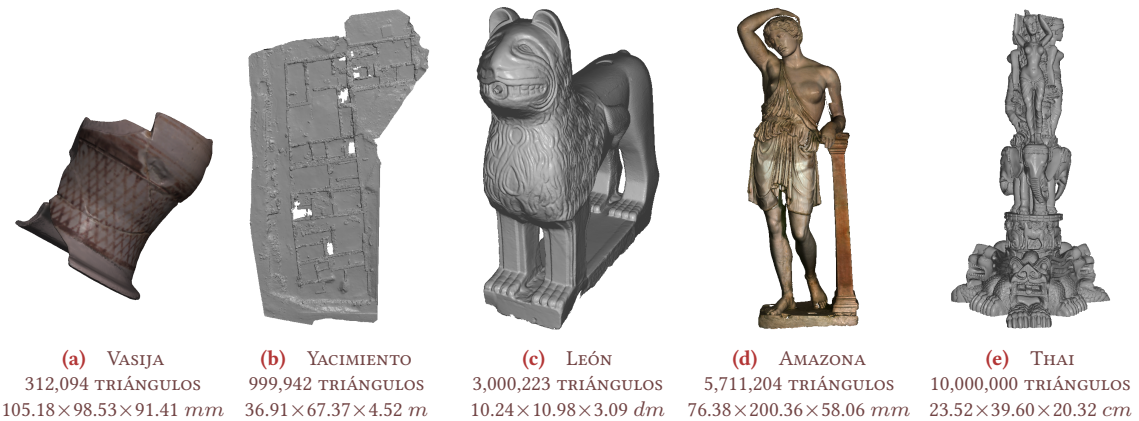 (a) Vasija
312,094 triángulos
105.18×98.53×91.41 mm
(b) Yacimiento
999,942 triángulos
36.91×67.37×4.52 m
(c) León
3,000,223 triángulos
10.24×10.98×3.09 dm
(d) Amazona
5,711,204 triángulos
76.38×200.36×58.06 mm
(e) Thai
10,000,000 triángulos
23.52×39.60×20.32 cm